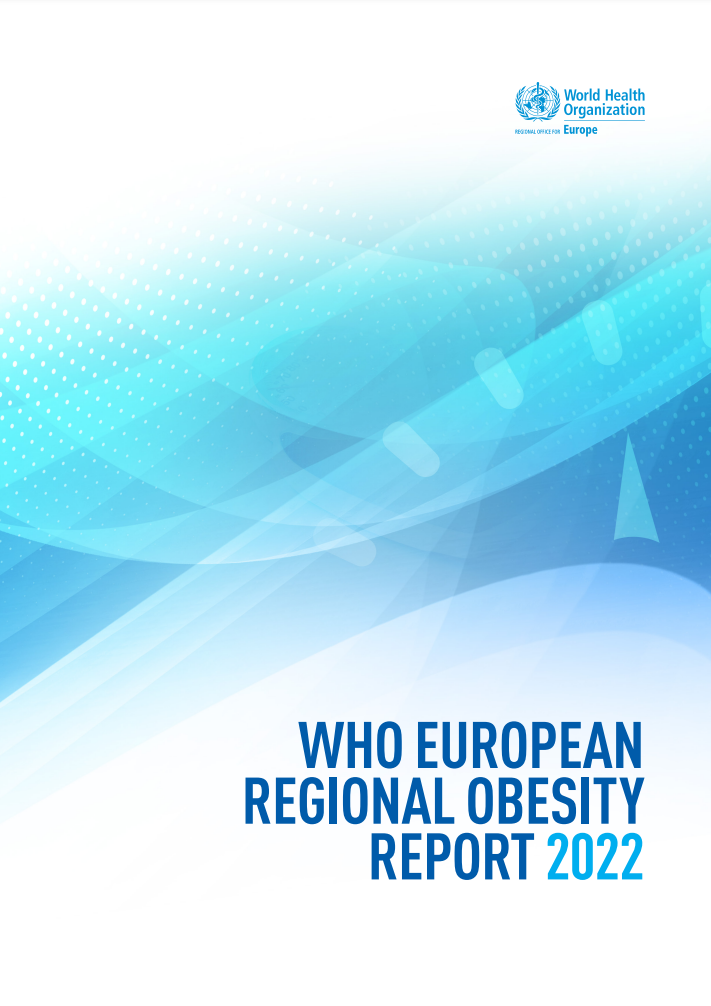 World Health
Organization
REGIONAL OFFICE FOR Europe
WHO EUROPEAN
REGIONAL OBESITY
REPORT 2022